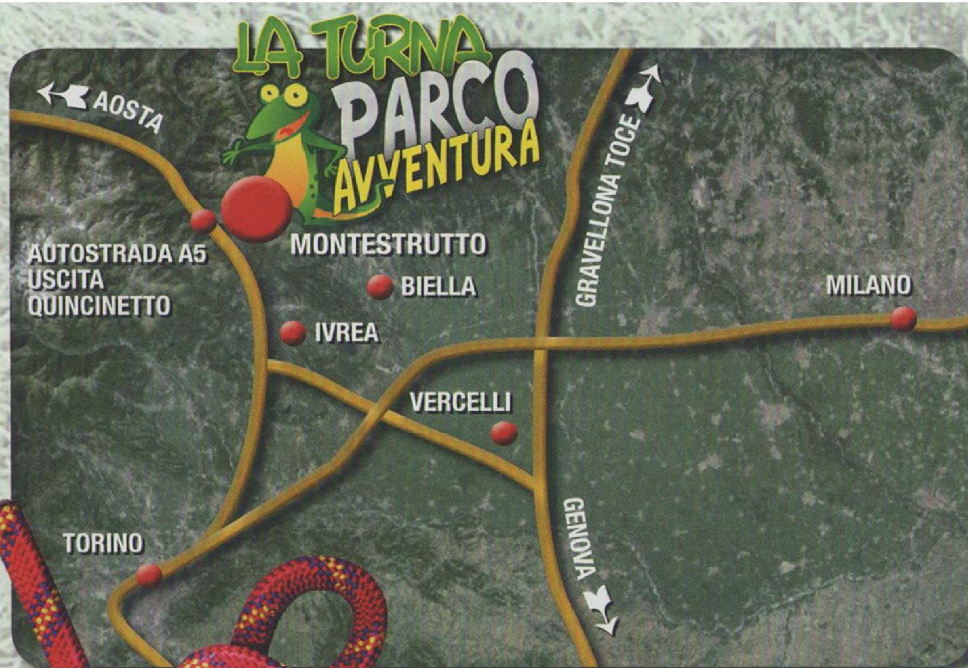 LA TURNA
PARCO
AVVENTURA
AOSTA
GRAVELLONA TOCE
AUTOSTRADA A5
USCITA
QUINCINETTO
MONTESTRUTTO
BIELLA
MILANO
IVREA
VERCELLI
GENOVA
TORINO